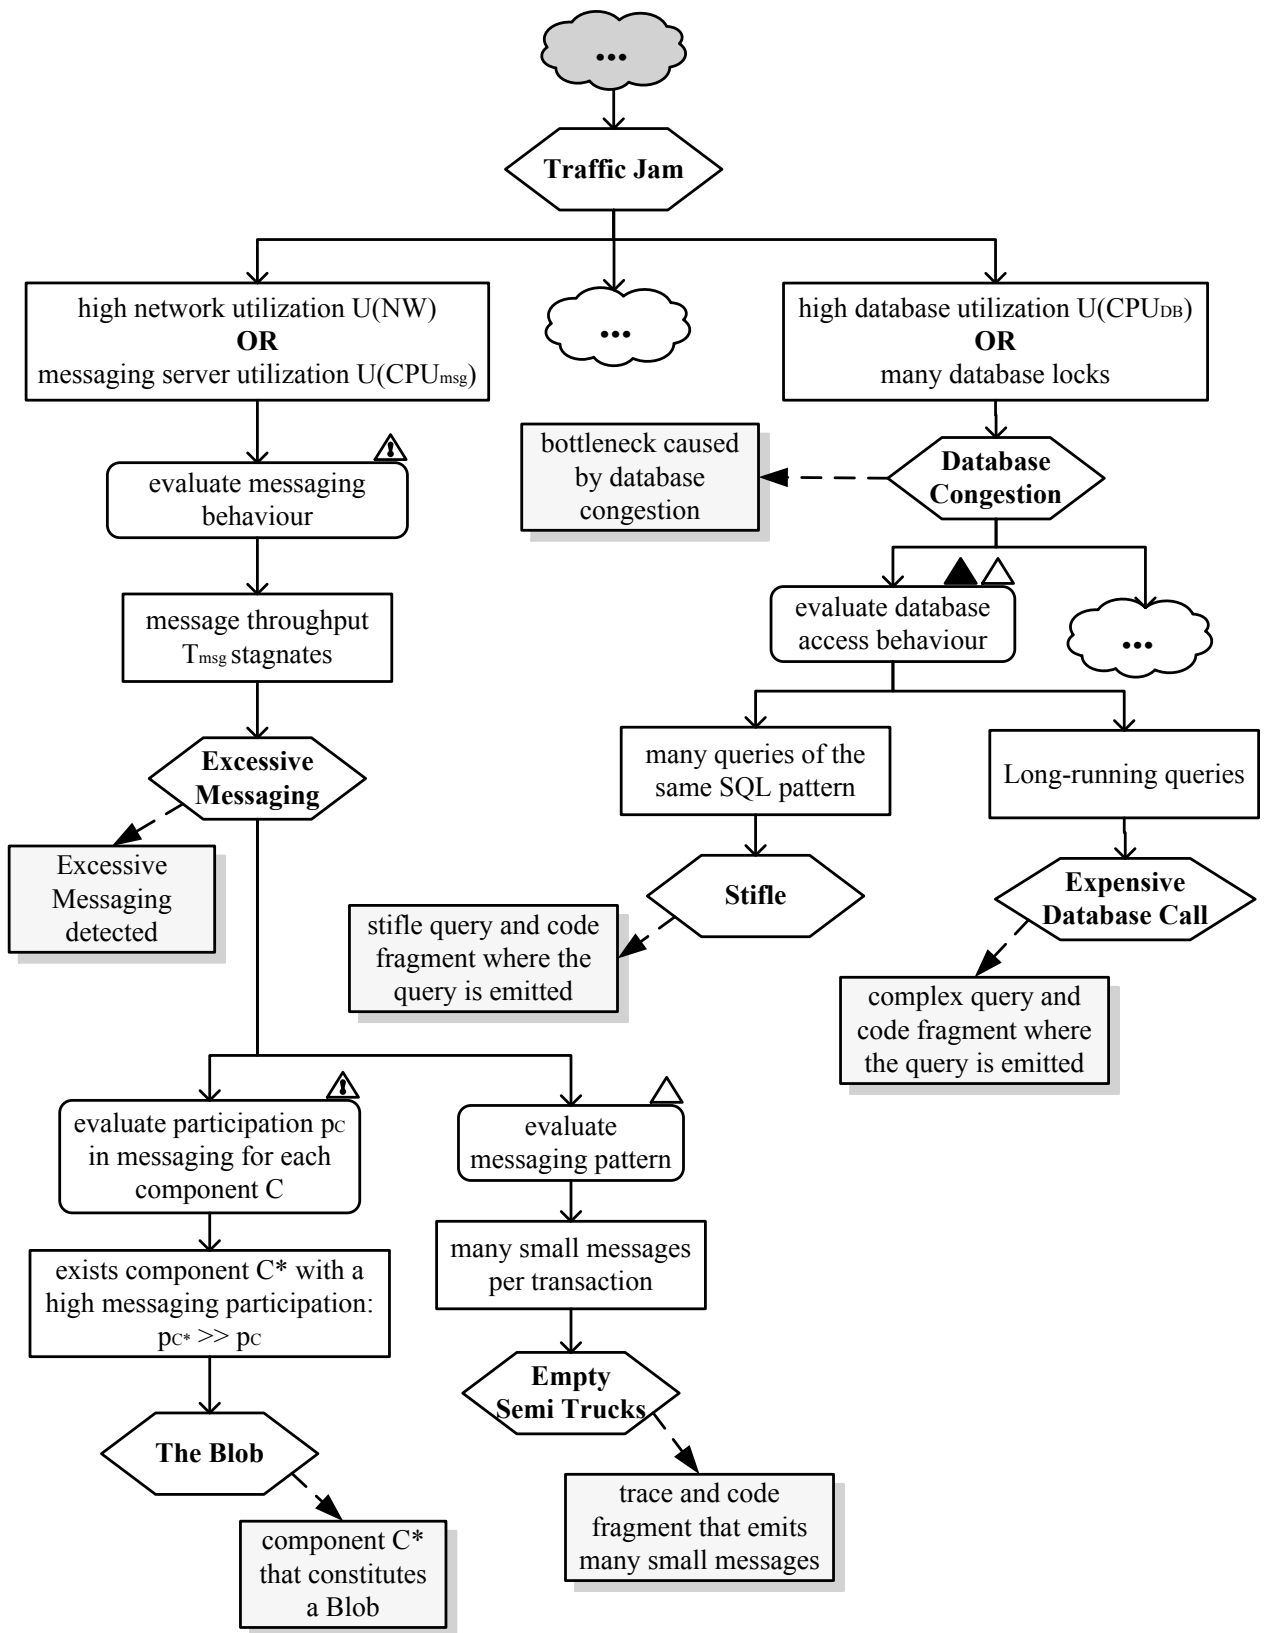 ...
Traffic Jam
high network utilization U(NW)
OR
messaging server utilization U(CPUmsg)
...
high database utilization U(CPUDB)
OR
many database locks
evaluate messaging
behaviour
bottleneck caused
by database
congestion
Database
Congestion
message throughput
Tmsg stagnates
evaluate database
access behaviour
...
Excessive
Messaging
many queries of the
same SQL pattern
Long-running queries
Excessive
Messaging
detected
Stifle
Expensive
Database Call
stifle query and code
fragment where the
query is emitted
complex query and
code fragment where
the query is emitted
evaluate participation pC
in messaging for each
component C
evaluate
messaging pattern
exists component C* with a
high messaging participation:
pC* >> pC
many small messages
per transaction
The Blob
Empty
Semi Trucks
component C*
that constitutes
a Blob
trace and code
fragment that emits
many small messages